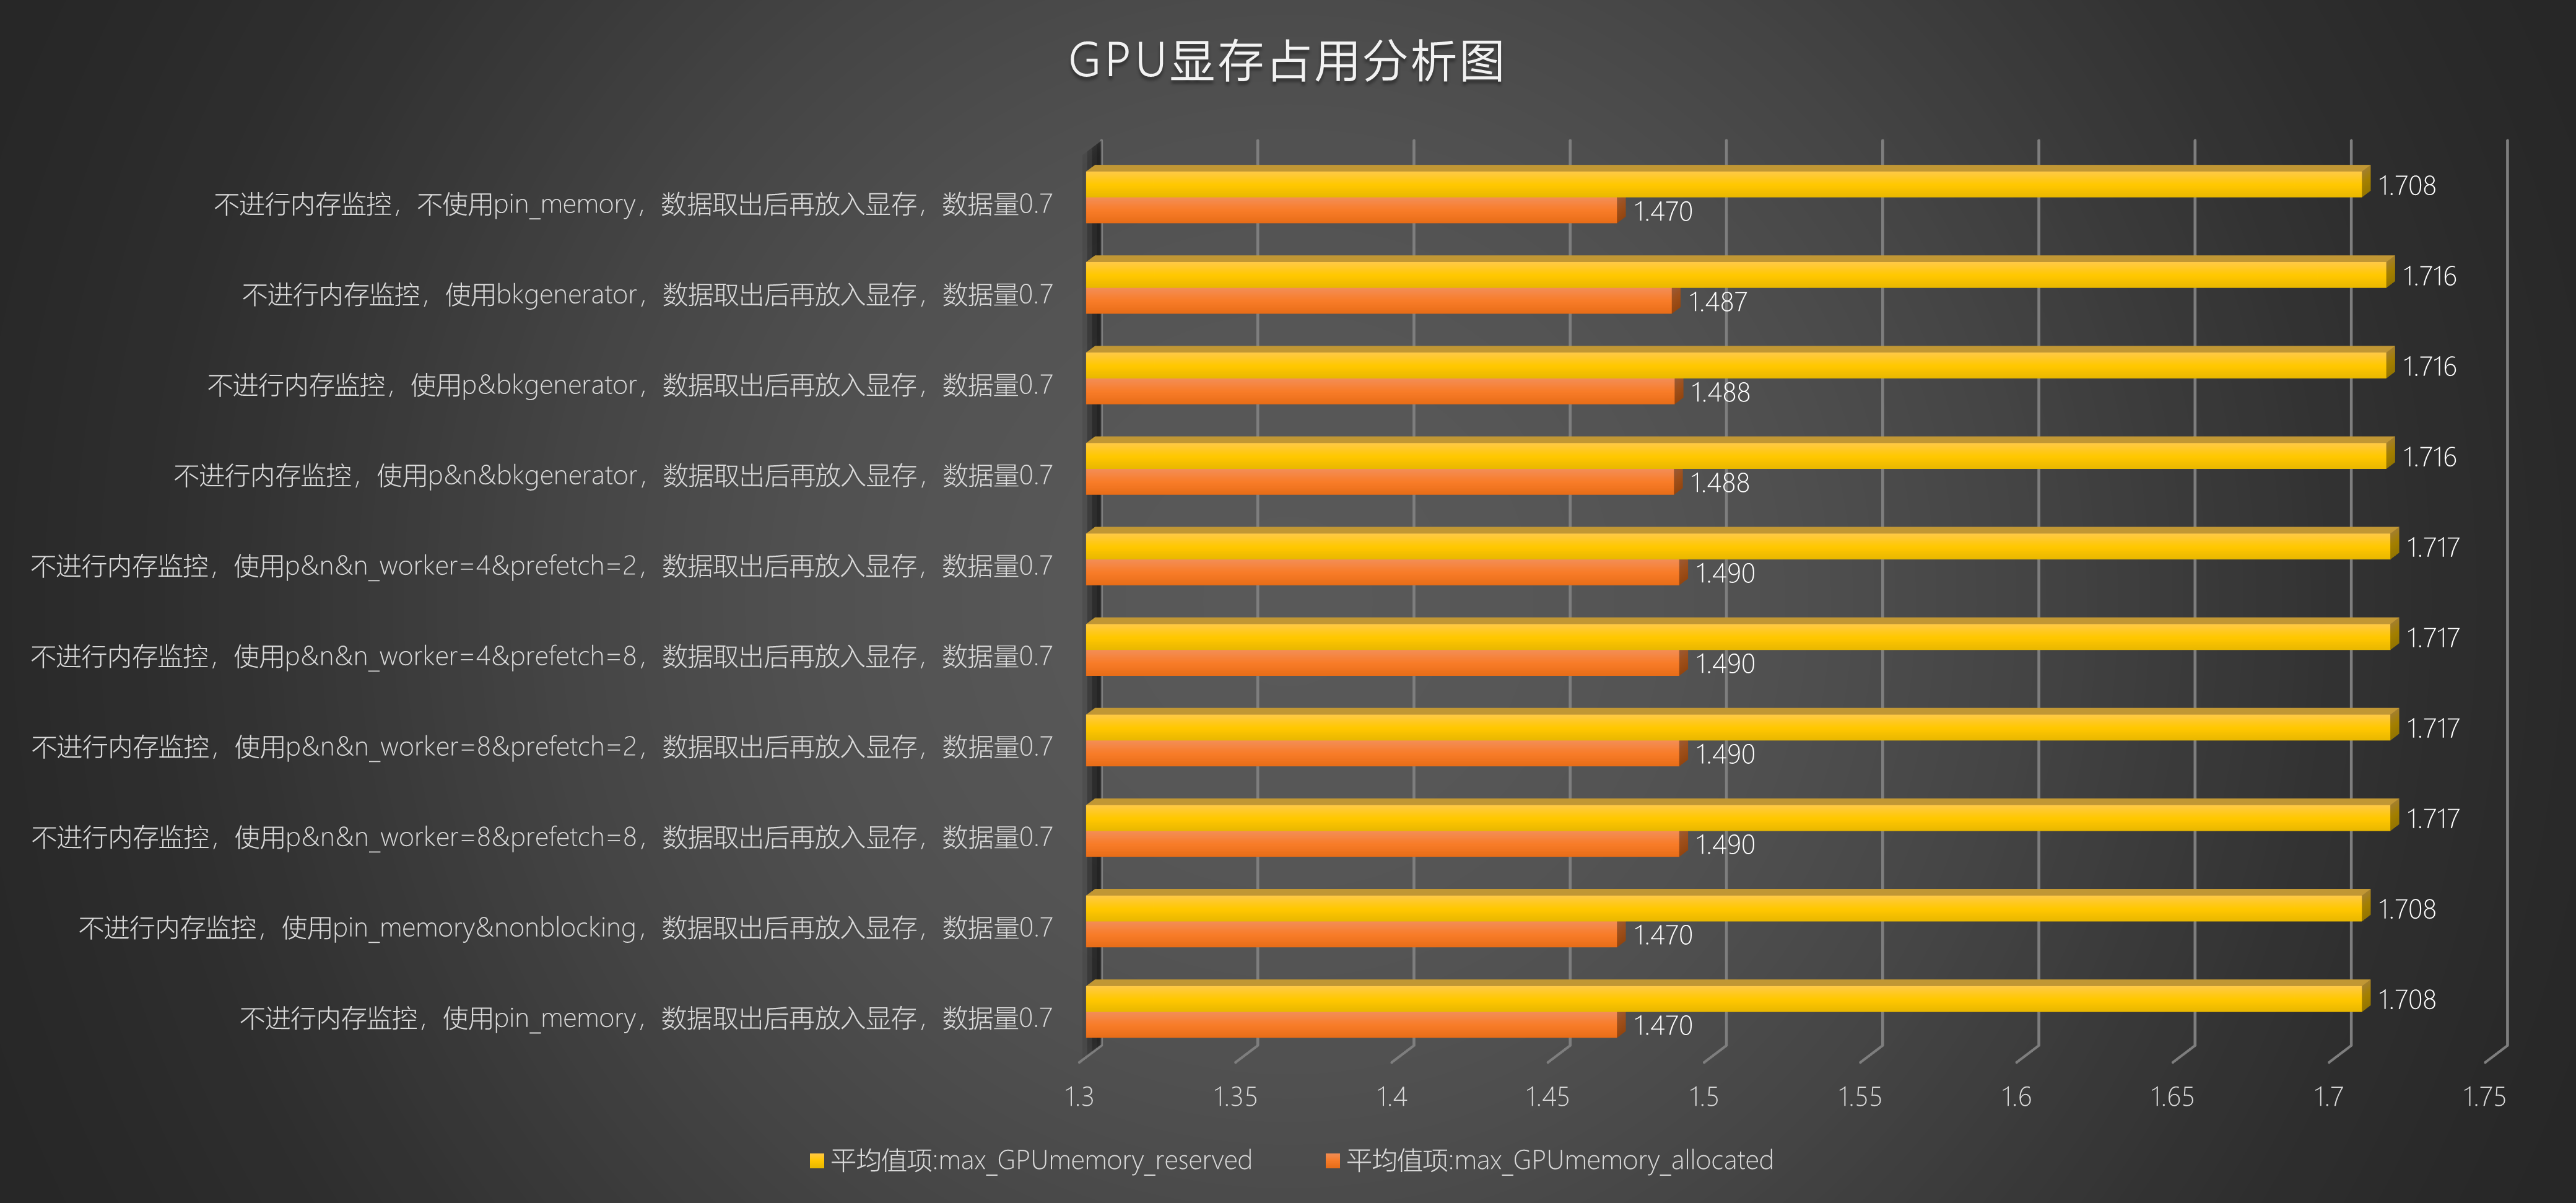 GPU显存占用分析图
不进行内存监控，不使用pin_memory，数据取出后再放入显存，数据量0.7
1.708
1.470
不进行内存监控，使用bkgenerator，数据取出后再放入显存，数据量0.7
1.716
1.487
不进行内存监控，使用p&bkgenerator，数据取出后再放入显存，数据量0.7
1.716
1.488
不进行内存监控，使用p&n&bkgenerator，数据取出后再放入显存，数据量0.7
1.716
1.488
不进行内存监控，使用p&n&n_worker=4&prefetch=2，数据取出后再放入显存，数据量0.7
1.717
1.490
不进行内存监控，使用p&n&n_worker=4&prefetch=8，数据取出后再放入显存，数据量0.7
1.717
1.490
不进行内存监控，使用p&n&n_worker=8&prefetch=2，数据取出后再放入显存，数据量0.7
1.717
1.490
不进行内存监控，使用p&n&n_worker=8&prefetch=8，数据取出后再放入显存，数据量0.7
1.717
1.490
不进行内存监控，使用pin_memory&nonblocking，数据取出后再放入显存，数据量0.7
1.708
1.470
不进行内存监控，使用pin_memory，数据取出后再放入显存，数据量0.7
1.708
1.470
1.3 1.35 1.4 1.45 1.5 1.55 1.6 1.65 1.7 1.75
平均值项:max_GPUmemory_reserved 平均值项:max_GPUmemory_allocated